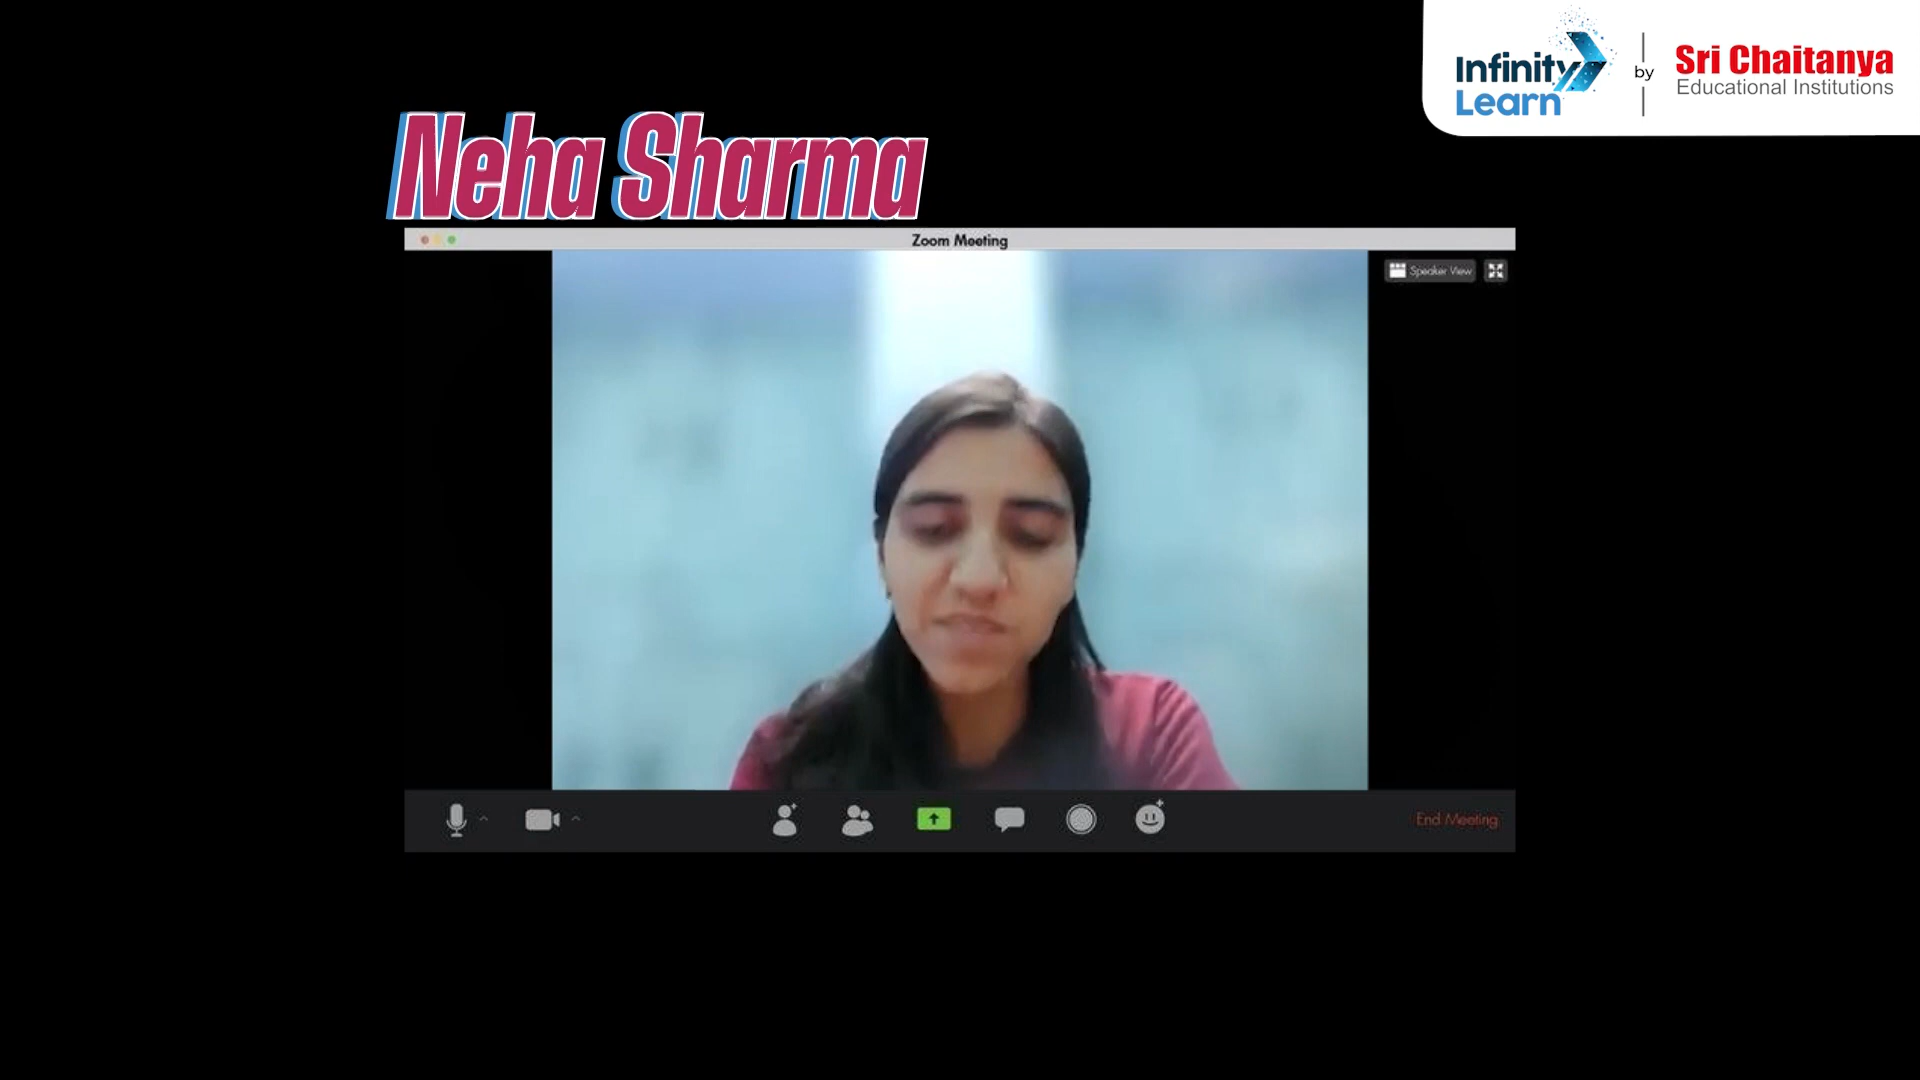 Infinity
Learn
by
Sri Chaitanya
Educational Institutions
Neha Sharma
Zoom Meeting
Speaker View
End Meeting